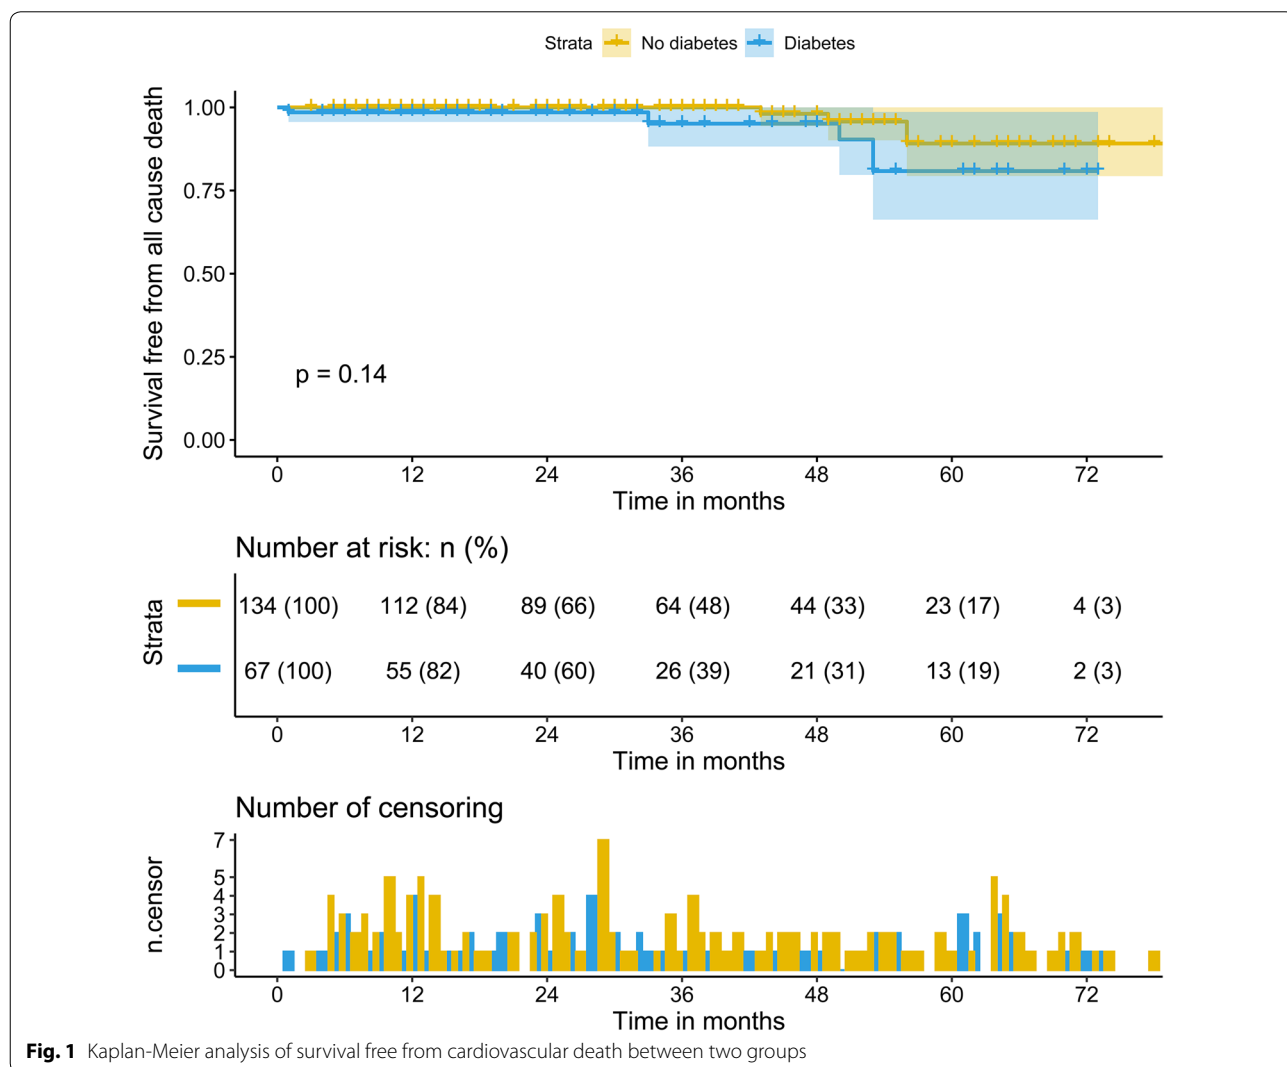 Strata No diabetes Diabetes
Survival free from all cause death
1.00
0.75
0.50
0.25
0.00
p = 0.14
0 12 24 36 48 60 72
Time in months
Number at risk: n (%)
Strata
134 (100) 112 (84) 89 (66) 64 (48) 44 (33) 23 (17) 4 (3)
67 (100) 55 (82) 40 (60) 26 (39) 21 (31) 13 (19) 2 (3)
0 12 24 36 48 60 72
Time in months
Number of censoring
n.censor
7
5
4
3
2
1
0
0 12 24 36 48 60 72
Time in months
Fig. 1 Kaplan-Meier analysis of survival free from cardiovascular death between two groups